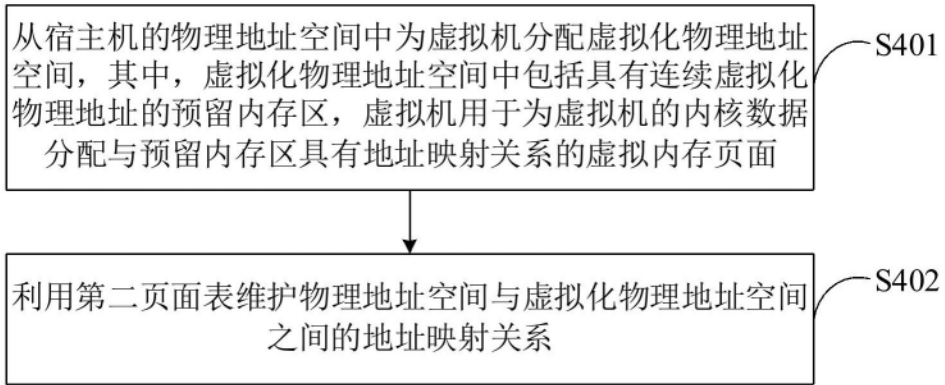 从宿主机的物理地址空间中为虚拟机分配虚拟化物理地址
空间，其中，虚拟化物理地址空间中包括具有连续虚拟化
物理地址的预留内存区，虚拟机用于为虚拟机的内核数据
分配与预留内存区具有地址映射关系的虚拟内存页面
S401
利用第二页面表维护物理地址空间与虚拟化物理地址空间
之间的地址映射关系
S402